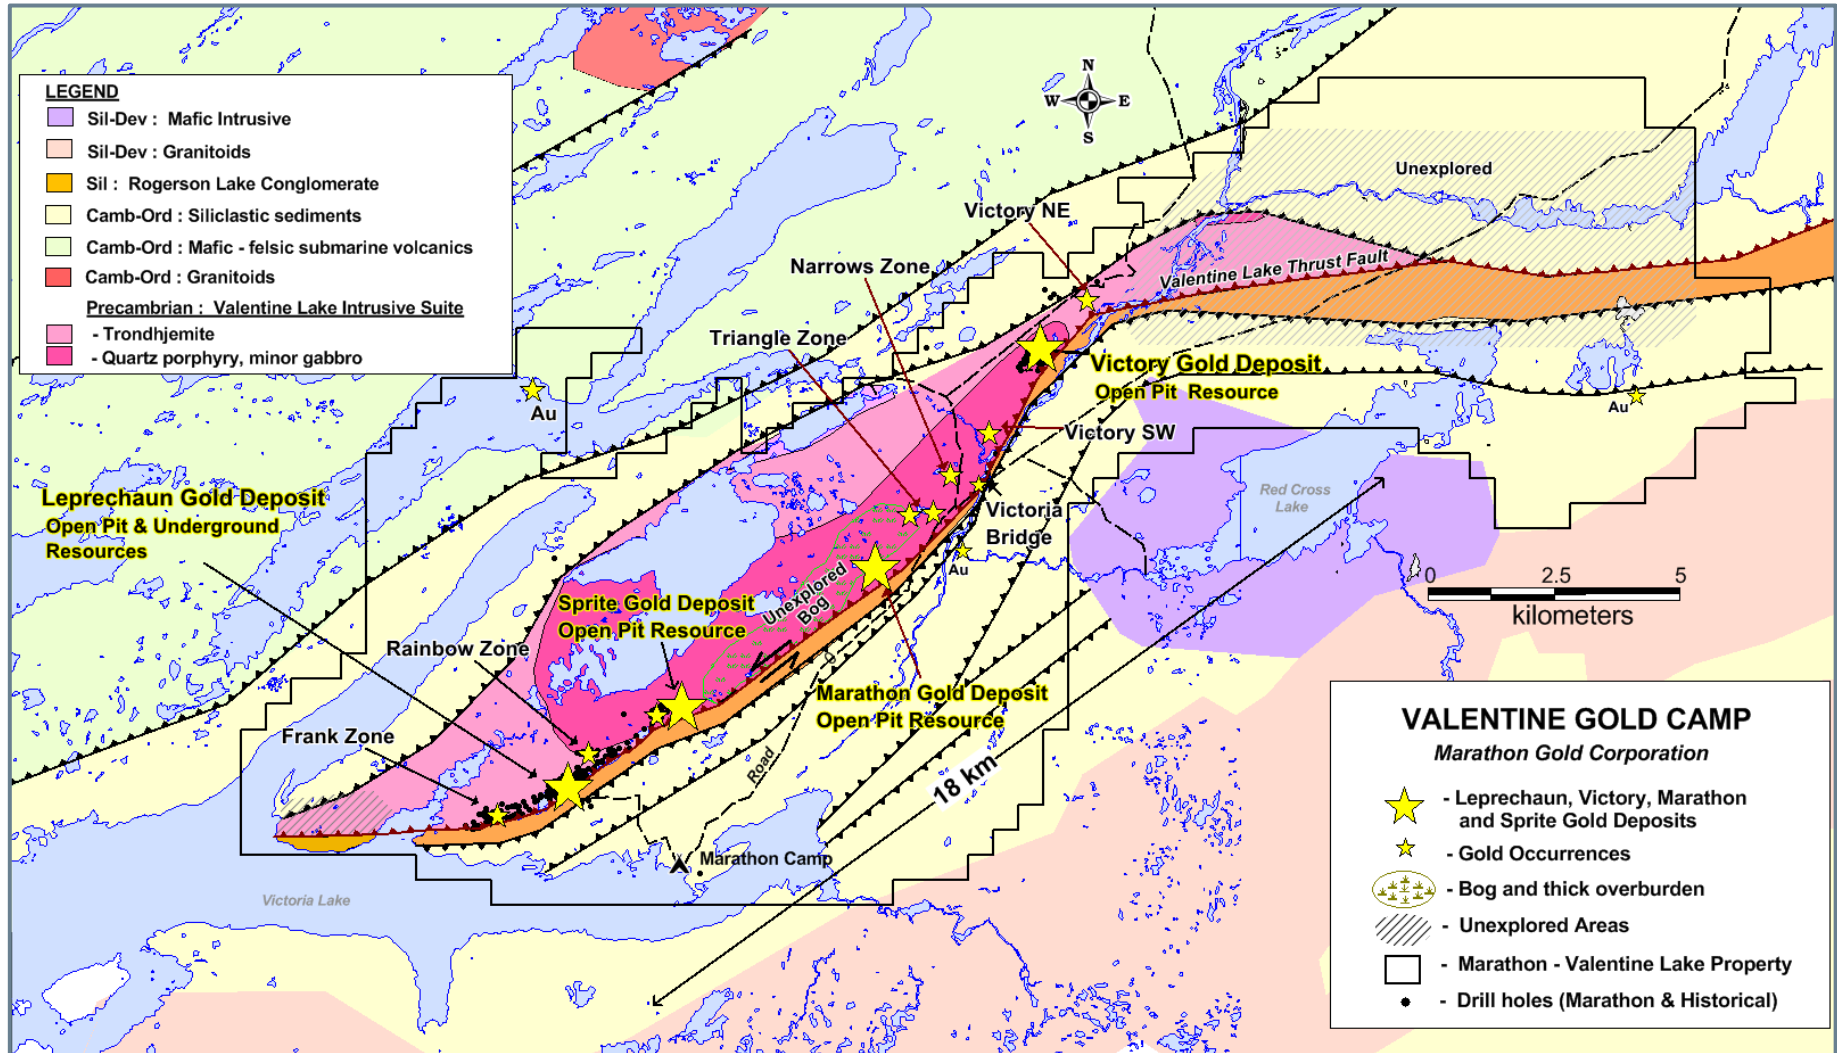 LEGEND
Sil-Dev : Mafic Intrusive
Sil-Dev : Granitoids
Sil : Rogerson Lake Conglomerate
Camb-Ord : Siliclastic sediments
Camb-Ord : Mafic - felsic submarine volcanics
Camb-Ord : Granitoids
Precambrian : Valentine Lake Intrusive Suite
- Trondhjemite
- Quartz porphyry, minor gabbro
N
W E
S
Unexplored
Victory NE
Narrows Zone
Valentine Lake Thrust Fault
Triangle Zone
Victory Gold Deposit
Open Pit Resource
Au
Au
Victory SW
Leprechaun Gold Deposit
Open Pit & Underground
Resources
Red Cross
Lake
Victoria
Bridge
Au
Unexplored
Bog
0 2.5 5
kilometers
Sprite Gold Deposit
Open Pit Resource
Rainbow Zone
Marathon Gold Deposit
Open Pit Resource
Frank Zone
Road
18 km
Marathon Camp
Victoria Lake
VALENTINE GOLD CAMP
Marathon Gold Corporation
- Leprechaun, Victory, Marathon
and Sprite Gold Deposits
- Gold Occurrences
- Bog and thick overburden
- Unexplored Areas
- Marathon - Valentine Lake Property
- Drill holes (Marathon & Historical)